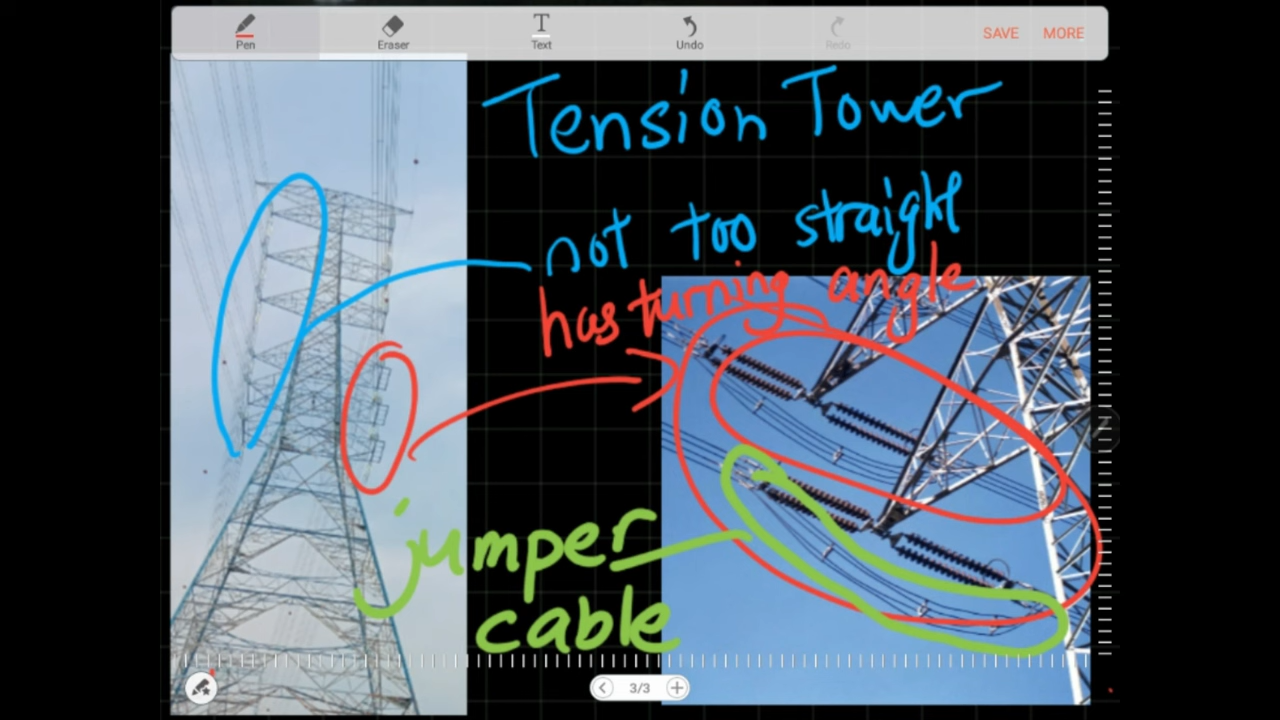 Pen
Eraser
Text
Undo
Redo
SAVE
MORE
Tension Tower
not too straight
has turning angle
jumper
cable
3/3